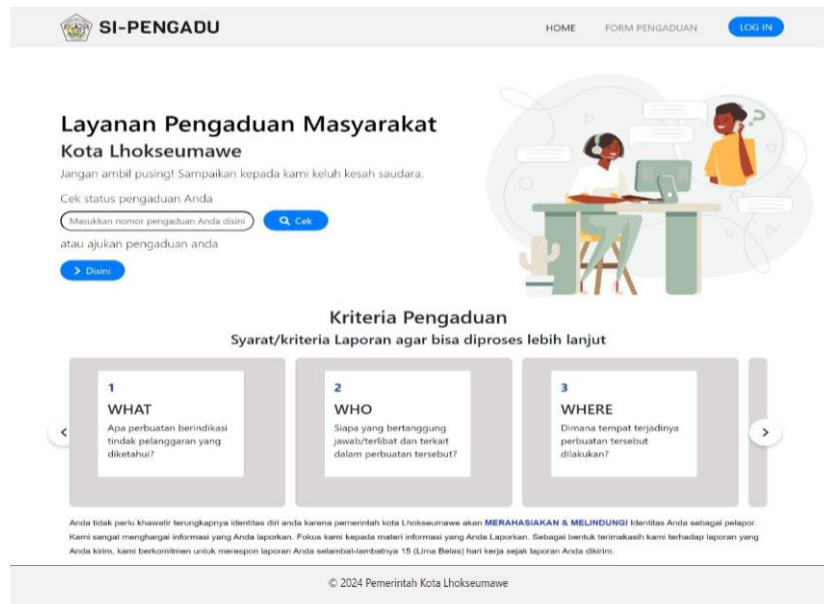 SI-PENGADU
HOME FORM PENGADUAN LOG IN
Layanan Pengaduan Masyarakat
Kota Lhokseumawe
Jangan ambil pusing! Sampaikan kepada kami keluh kesah saudara.
Cek status pengaduan Anda
Masukkan nomor pengaduan Anda disini Cek
atau ajukan pengaduan anda
Disini
?
Kriteria Pengaduan
Syarat/kriteria Laporan agar bisa diproses lebih lanjut
1
WHAT
Apa perbuatan berindikasi
tindak pelanggaran yang
diketahui?
2
WHO
Siapa yang bertanggung
jawab/terlibat dan terkait
dalam perbuatan tersebut?
3
WHERE
Dimana tempat terjadinya
perbuatan tersebut
dilakukan?
Anda tidak perlu khawatir terungkapnya identitas diri anda karena pemerintah kota Lhokseumawe akan MERAHASIAKAN & MELINDUNGI Identitas Anda sebagai pelapor.
Kami sangat menghargai informasi yang Anda laporkan. Fokus kami kepada materi informasi yang Anda Laporkan. Sebagai bentuk terimakasih kami terhadap laporan yang
Anda kirim, kami berkomitmen untuk merespon laporan Anda selambat-lambatnya 15 (Lima Belas) hari kerja sejak laporan Anda dikirim.
© 2024 Pemerintah Kota Lhokseumawe